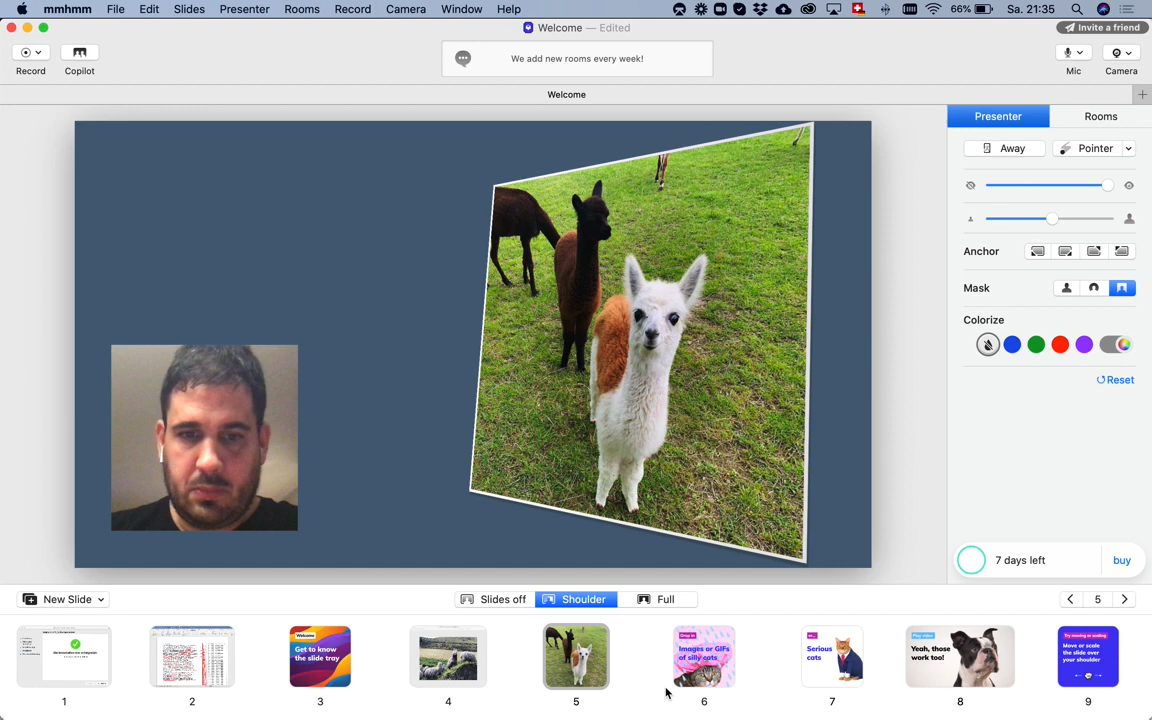 mmhmm File Edit Slides Presenter Rooms Record Camera Window Help 66% Sa. 21:35
Welcome — Edited
Invite a friend
We add new rooms every week!
Record Copilot Mic Camera
Welcome
Presenter Rooms
Away Pointer
Anchor
Mask
Colorize
Reset
7 days left buy
New Slide Slides off Shoulder Full 5
Welcome
Get to know
the slide tray
Drop in
Images or GIFs
of silly cats
Serious
cats
Play video
Yeah, those
work too!
Try moving or scaling
Move or scale
the slide over
your shoulder
1 2 3 4 5 6 7 8 9